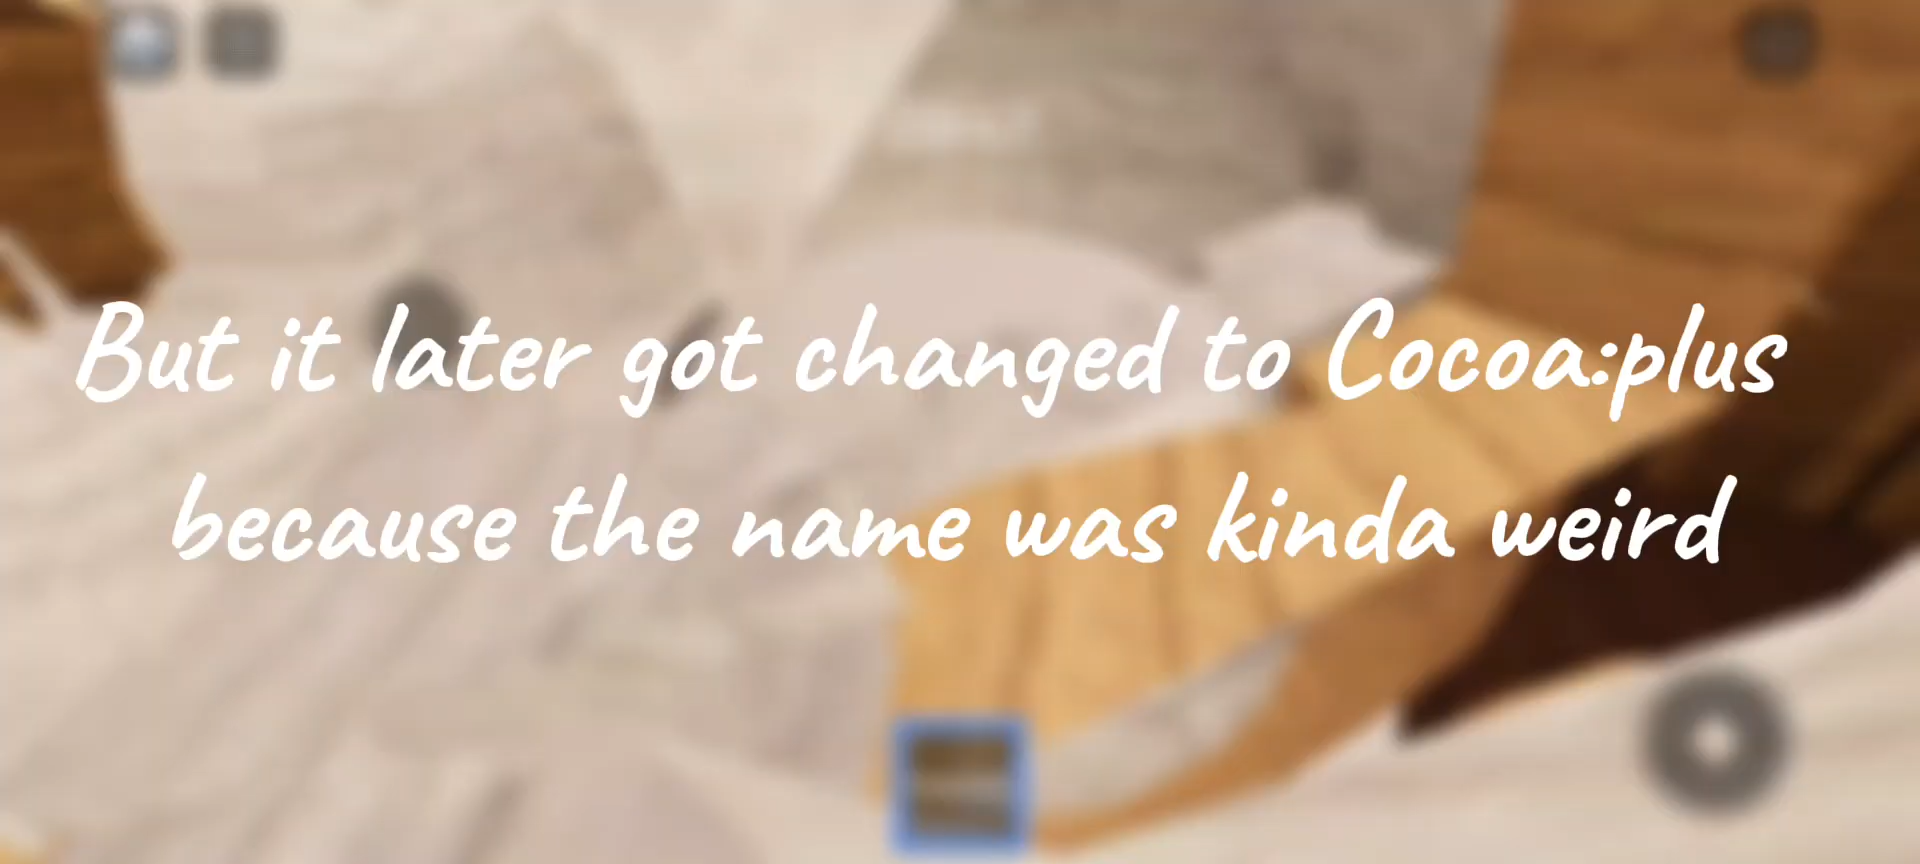 But it later got changed to Cocoa:plus
because the name was kinda weird